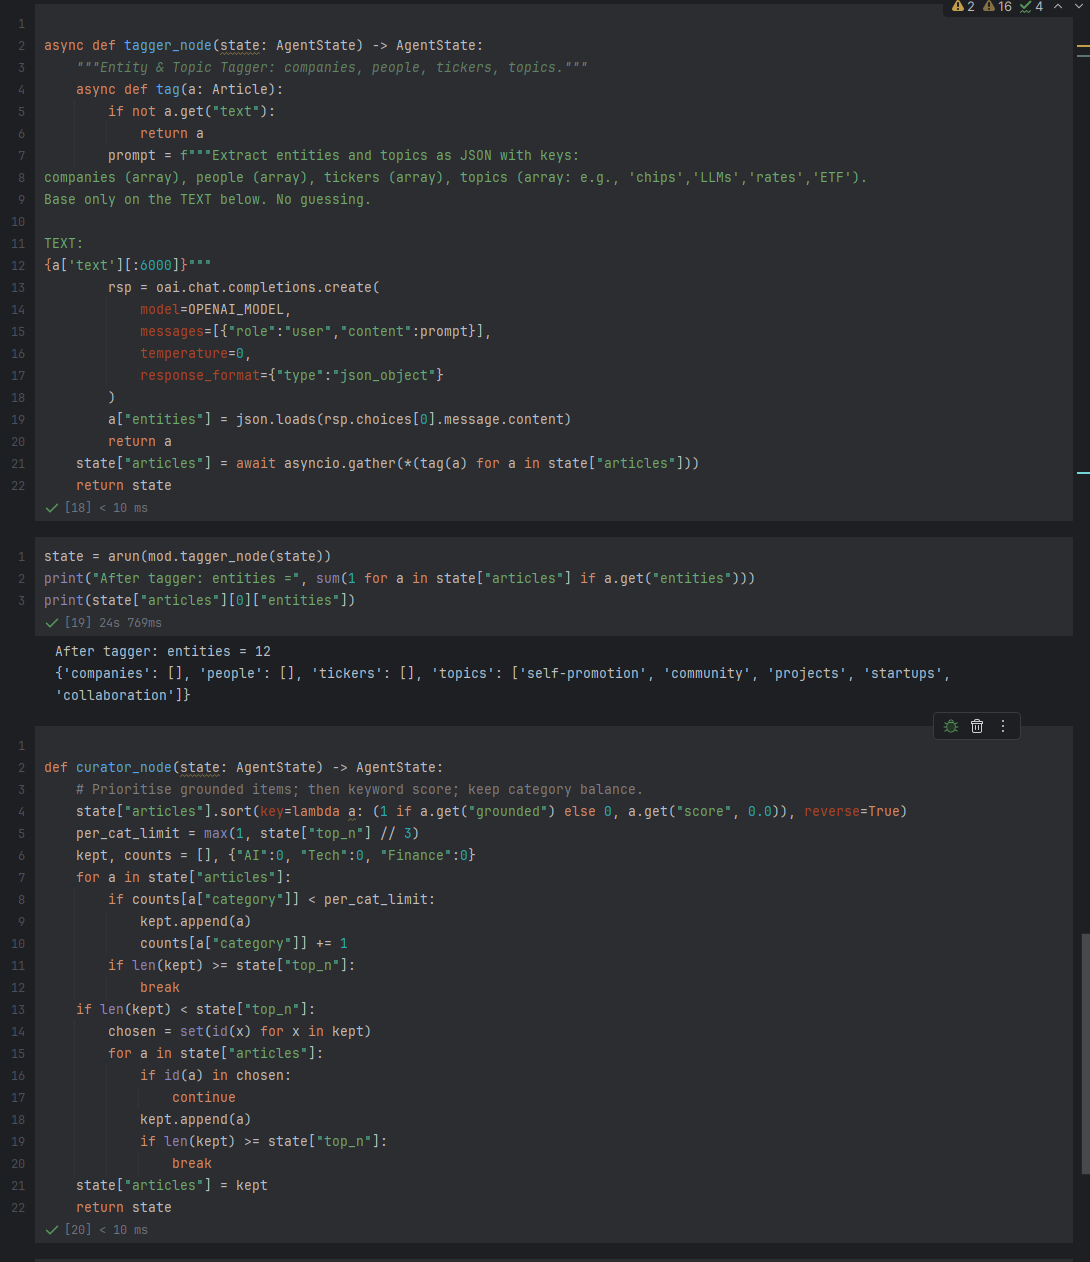 2 16 4
1
2 async def tagger_node(state: AgentState) -> AgentState:
3     """Entity & Topic Tagger: companies, people, tickers, topics."""
4     async def tag(a: Article):
5         if not a.get("text"):
6             return a
7         prompt = f"""Extract entities and topics as JSON with keys:
8 companies (array), people (array), tickers (array), topics (array: e.g., 'chips','LLMs','rates','ETF').
9 Base only on the TEXT below. No guessing.
10
11 TEXT:
12 {a['text'][:6000]}"""
13         rsp = oai.chat.completions.create(
14             model=OPENAI_MODEL,
15             messages=[{"role":"user","content":prompt}],
16             temperature=0,
17             response_format={"type":"json_object"}
18         )
19         a["entities"] = json.loads(rsp.choices[0].message.content)
20         return a
21     state["articles"] = await asyncio.gather(*(tag(a) for a in state["articles"]))
22     return state
[18] < 10 ms
1 state = arun(mod.tagger_node(state))
2 print("After tagger: entities =", sum(1 for a in state["articles"] if a.get("entities")))
3 print(state["articles"][0]["entities"])
[19] 24s 769ms
After tagger: entities = 12
{'companies': [], 'people': [], 'tickers': [], 'topics': ['self-promotion', 'community', 'projects', 'startups',
'collaboration']}
1
2 def curator_node(state: AgentState) -> AgentState:
3     # Prioritise grounded items; then keyword score; keep category balance.
4     state["articles"].sort(key=lambda a: (1 if a.get("grounded") else 0, a.get("score", 0.0)), reverse=True)
5     per_cat_limit = max(1, state["top_n"] // 3)
6     kept, counts = [], {"AI":0, "Tech":0, "Finance":0}
7     for a in state["articles"]:
8         if counts[a["category"]] < per_cat_limit:
9             kept.append(a)
10             counts[a["category"]] += 1
11         if len(kept) >= state["top_n"]:
12             break
13     if len(kept) < state["top_n"]:
14         chosen = set(id(x) for x in kept)
15         for a in state["articles"]:
16             if id(a) in chosen:
17                 continue
18             kept.append(a)
19             if len(kept) >= state["top_n"]:
20                 break
21     state["articles"] = kept
22     return state
[20] < 10 ms